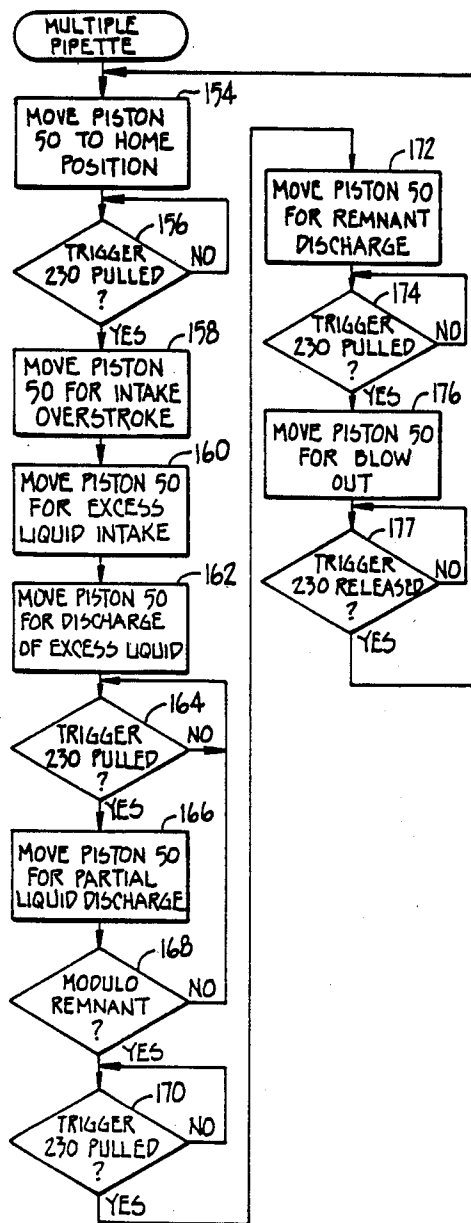 MULTIPLE
PIPETTE
154
MOVE PISTON
50 TO HOME
POSITION
156
TRIGGER
230 PULLED
?
NO
YES
158
MOVE PISTON
50 FOR INTAKE
OVERSTROKE
160
MOVE PISTON 50
FOR EXCESS
LIQUID INTAKE
162
MOVE PISTON 50
FOR DISCHARGE
OF EXCESS LIQUID
164
TRIGGER
230 PULLED
?
NO
YES
166
MOVE PISTON 50
FOR PARTIAL
LIQUID DISCHARGE
168
MODULO
REMNANT
?
NO
YES
170
TRIGGER
230 PULLED
?
NO
YES
172
MOVE PISTON 50
FOR REMNANT
DISCHARGE
174
TRIGGER
230 PULLED
?
NO
YES
176
MOVE PISTON 50
FOR BLOW
OUT
177
TRIGGER
230 RELEASED
?
NO
YES